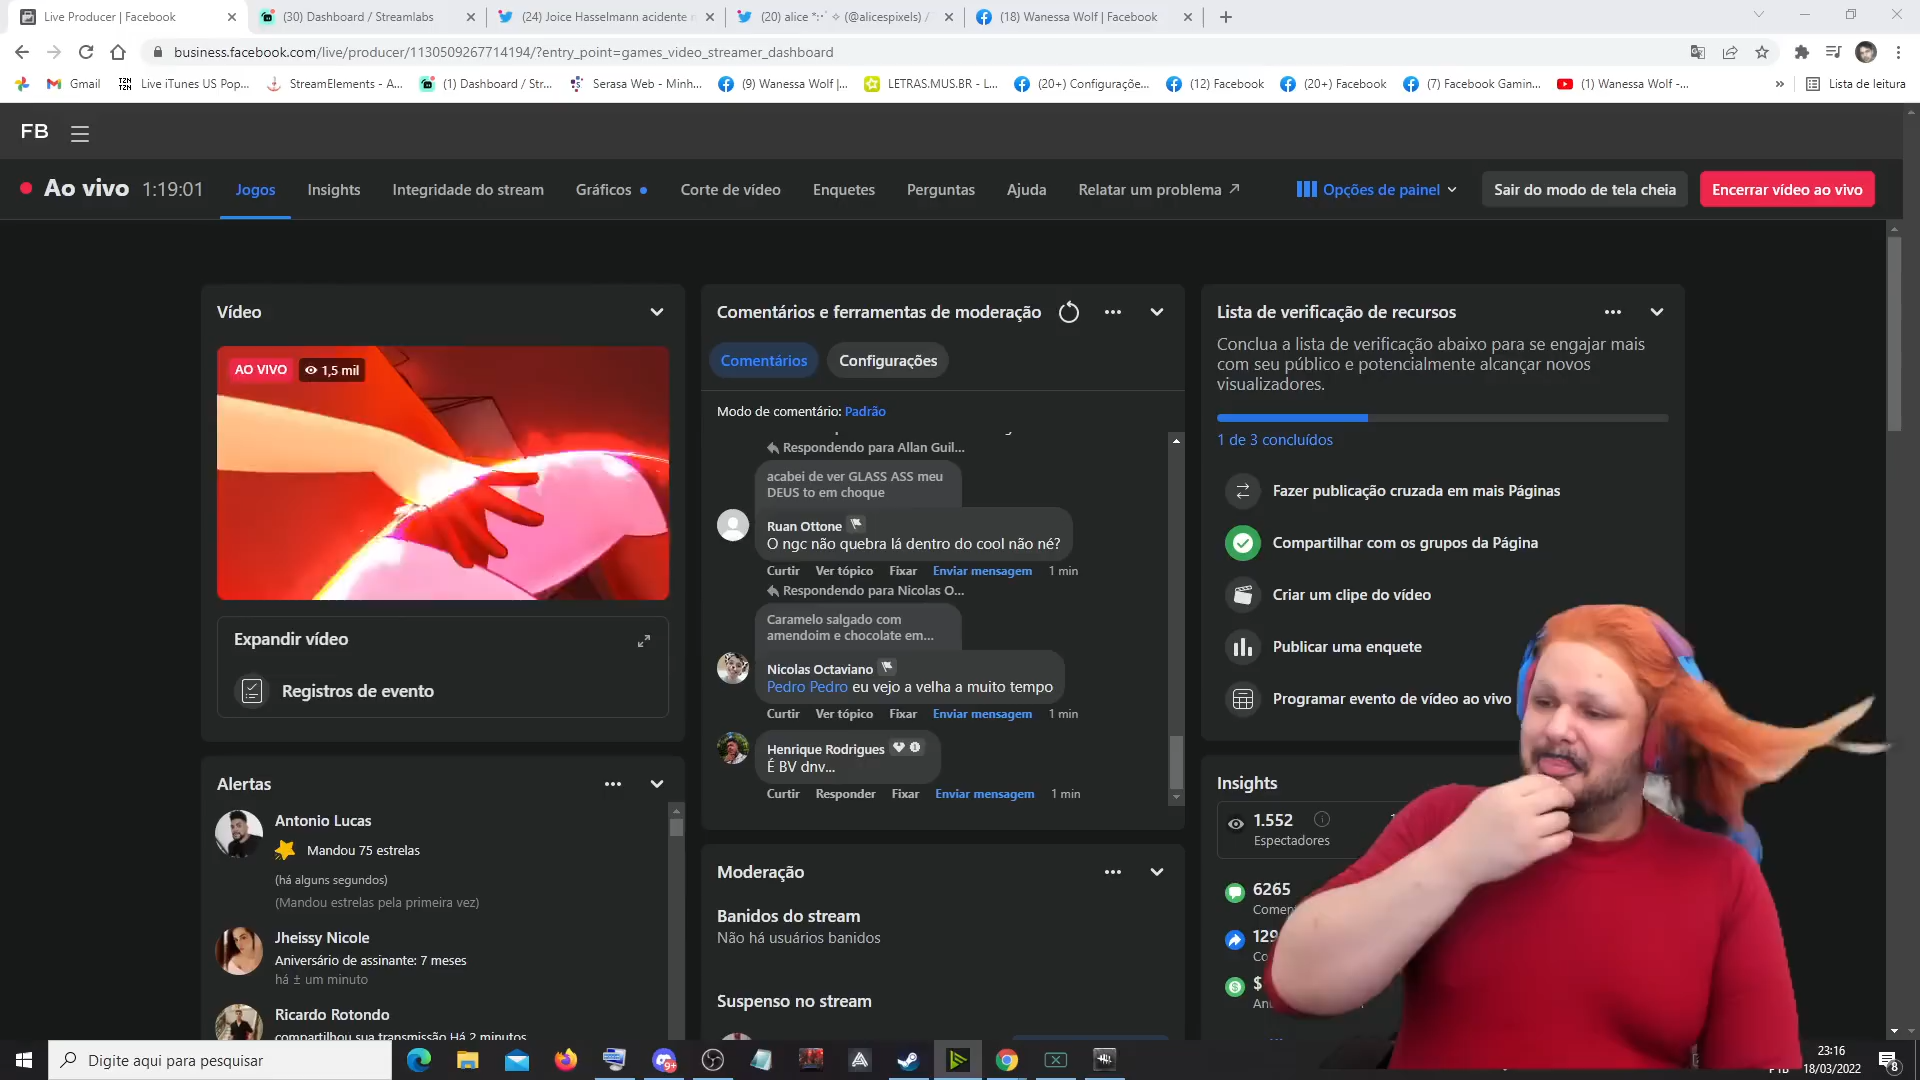 Live Producer | Facebook
(30) Dashboard / Streamlabs
(24) Joice Hasselmann acidente
(20) alice *:･ﾟ✧ (@alicespixels) /
(18) Wanessa Wolf | Facebook
business.facebook.com/live/producer/1130509267714194/?entry_point=games_video_streamer_dashboard
Gmail
Live iTunes US Pop...
StreamElements - A...
(1) Dashboard / Str...
Serasa Web - Minh...
(9) Wanessa Wolf |...
LETRAS.MUS.BR - L...
(20+) Configuraçõe...
(12) Facebook
(20+) Facebook
(7) Facebook Gamin...
(1) Wanessa Wolf -...
Lista de leitura
FB
Ao vivo 1:19:01
Jogos
Insights
Integridade do stream
Gráficos
Corte de vídeo
Enquetes
Perguntas
Ajuda
Relatar um problema
Opções de painel
Sair do modo de tela cheia
Encerrar vídeo ao vivo
Vídeo
AO VIVO
1,5 mil
Expandir vídeo
Registros de evento
Alertas
Antonio Lucas
Mandou 75 estrelas
(há alguns segundos)
(Mandou estrelas pela primeira vez)
Jheissy Nicole
Aniversário de assinante: 7 meses
há ± um minuto
Ricardo Rotondo
compartilhou sua transmissão Há 2 minutos
Comentários e ferramentas de moderação
Comentários
Configurações
Modo de comentário: Padrão
Respondendo para Allan Guil...
acabei de ver GLASS ASS meu
DEUS to em choque
Ruan Ottone
O ngc não quebra lá dentro do cool não né?
Curtir Ver tópico Fixar Enviar mensagem 1 min
Respondendo para Nicolas O...
Caramelo salgado com
amendoim e chocolate em...
Nicolas Octaviano
Pedro Pedro eu vejo a velha a muito tempo
Curtir Ver tópico Fixar Enviar mensagem 1 min
Henrique Rodrigues
É BV dnv...
Curtir Responder Fixar Enviar mensagem 1 min
Moderação
Banidos do stream
Não há usuários banidos
Suspenso no stream
Lista de verificação de recursos
Conclua a lista de verificação abaixo para se engajar mais
com seu público e potencialmente alcançar novos
visualizadores.
1 de 3 concluídos
Fazer publicação cruzada em mais Páginas
Compartilhar com os grupos da Página
Criar um clipe do vídeo
Publicar uma enquete
Programar evento de vídeo ao vivo
Insights
1.552
Espectadores
6265
129
$
Digite aqui para pesquisar
9+
23:16
18/03/2022
8